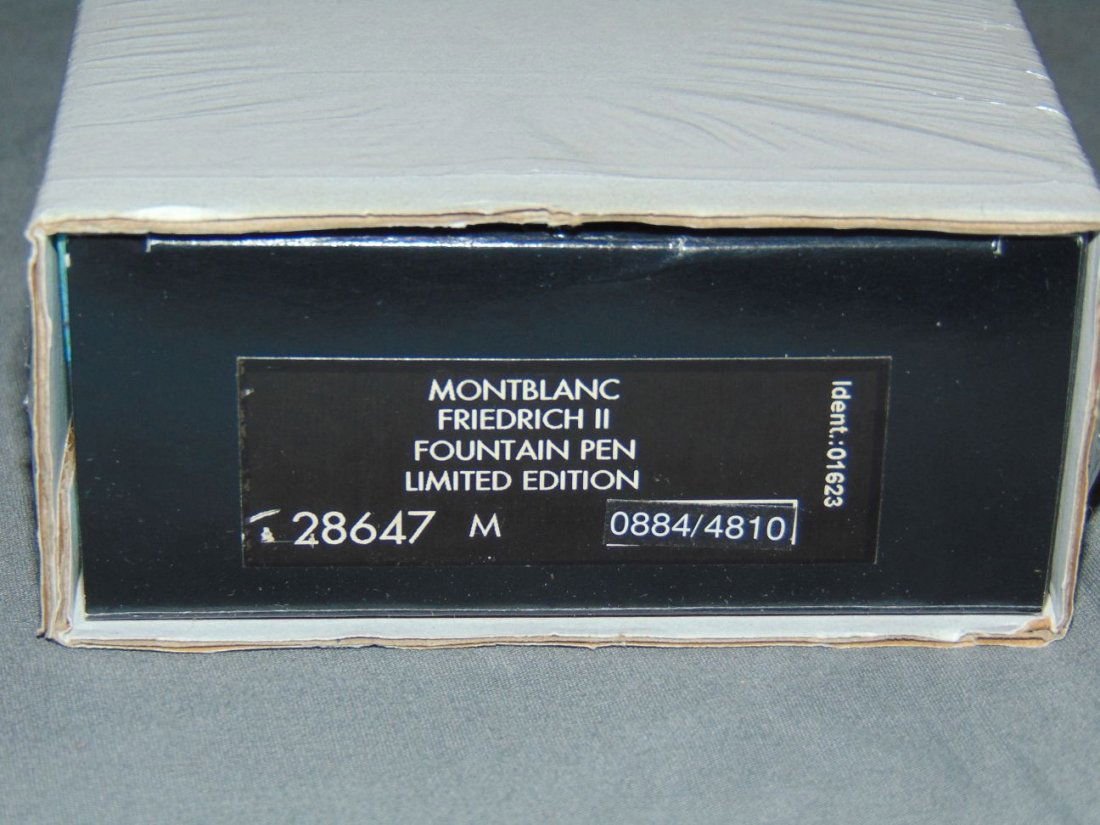 MONTBLANC
FRIEDRICH II
FOUNTAIN PEN
LIMITED EDITION
28647 M 0884/4810
Ident.:01623